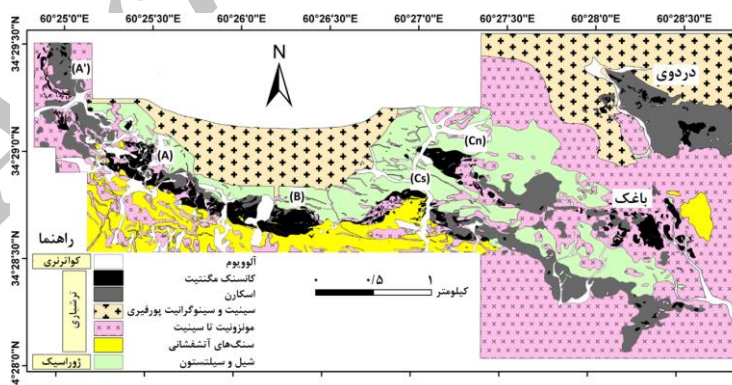 60°25'0"E 60°25'30"E 60°26'0"E 60°26'30"E 60°27'0"E 60°27'30"E 60°28'0"E 60°28'30"E
34°29'30"N
34°29'0"N
34°28'30"N
34°28'0"N
N
(A')
(A)
(B)
(Cn)
(Cs)
دردوی
باغک
راهنما
کواترنری
ترشیاری
ژوراسیک
آلوویوم
کانسنگ مگنتیت
اسکارن
سینیت و سینوگرانیت پورفیری
مونزونیت تا سینیت
سنگ‌های آتشفشانی
شیل و سیلتستون
۰ ۰/۵ ۱
کیلومتر